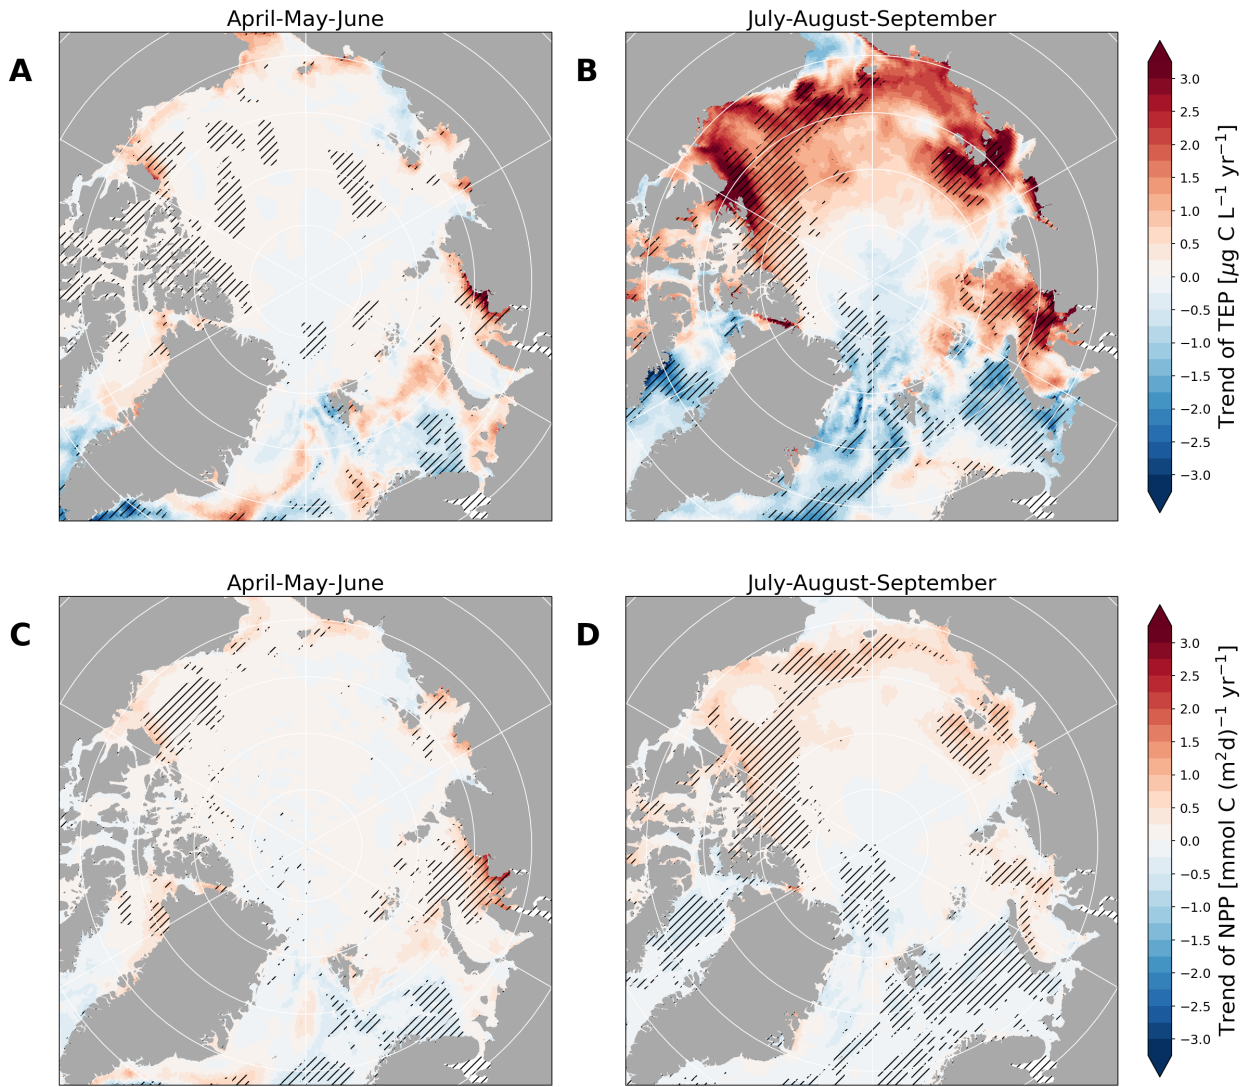 April-May-June
July-August-September
A
B
3.0
2.5
2.0
1.5
1.0
0.5
0.0
−0.5
−1.0
−1.5
−2.0
−2.5
−3.0
Trend of TEP [μg C L⁻¹ yr⁻¹]
April-May-June
July-August-September
C
D
3.0
2.5
2.0
1.5
1.0
0.5
0.0
−0.5
−1.0
−1.5
−2.0
−2.5
−3.0
Trend of NPP [mmol C (m²d)⁻¹ yr⁻¹]